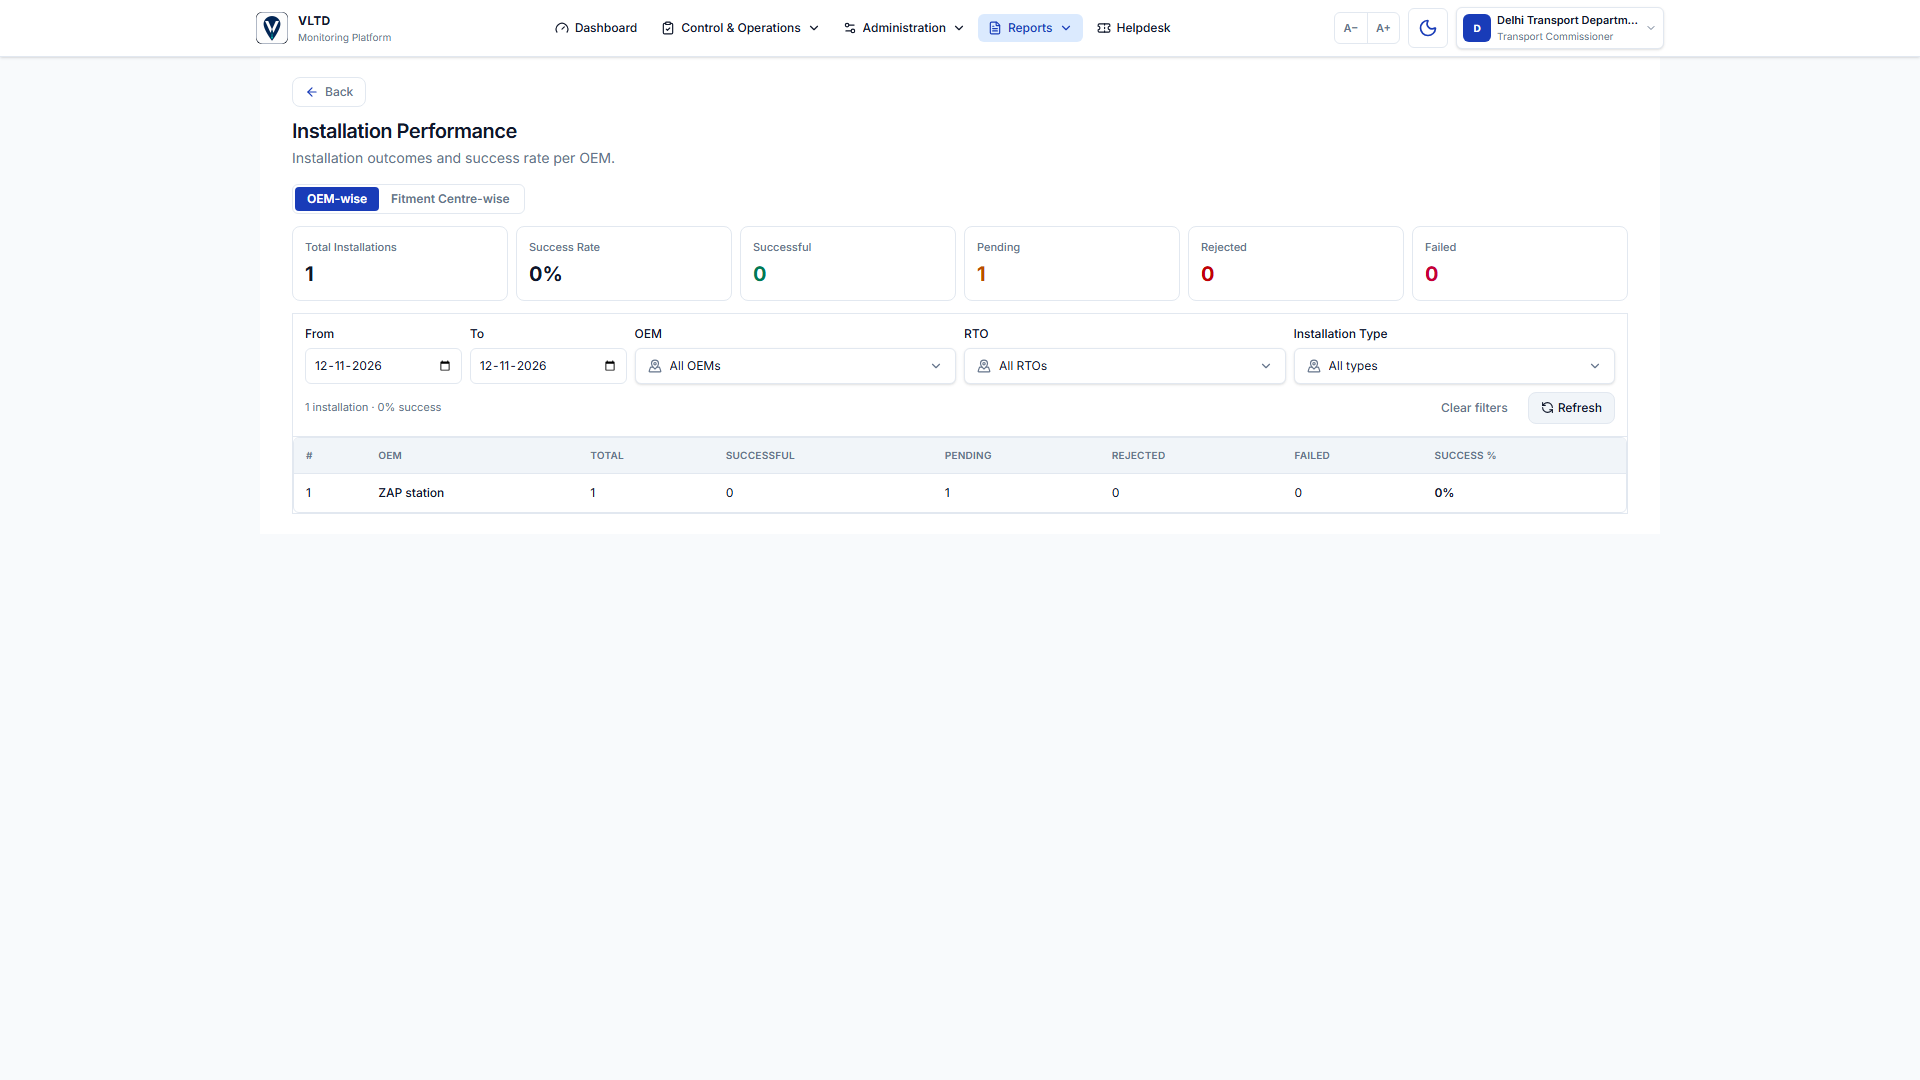 VLTD
Monitoring Platform
Dashboard
Control & Operations
Administration
Reports
Helpdesk
A-
A+
D
Delhi Transport Departm...
Transport Commissioner
Back
Installation Performance
Installation outcomes and success rate per OEM.
OEM-wise
Fitment Centre-wise
Total Installations
1
Success Rate
0%
Successful
0
Pending
1
Rejected
0
Failed
0
From
To
OEM
RTO
Installation Type
12-11-2026
12-11-2026
All OEMs
All RTOs
All types
1 installation · 0% success
Clear filters
Refresh
# OEM TOTAL SUCCESSFUL PENDING REJECTED FAILED SUCCESS %
1 ZAP station 1 0 1 0 0 0%